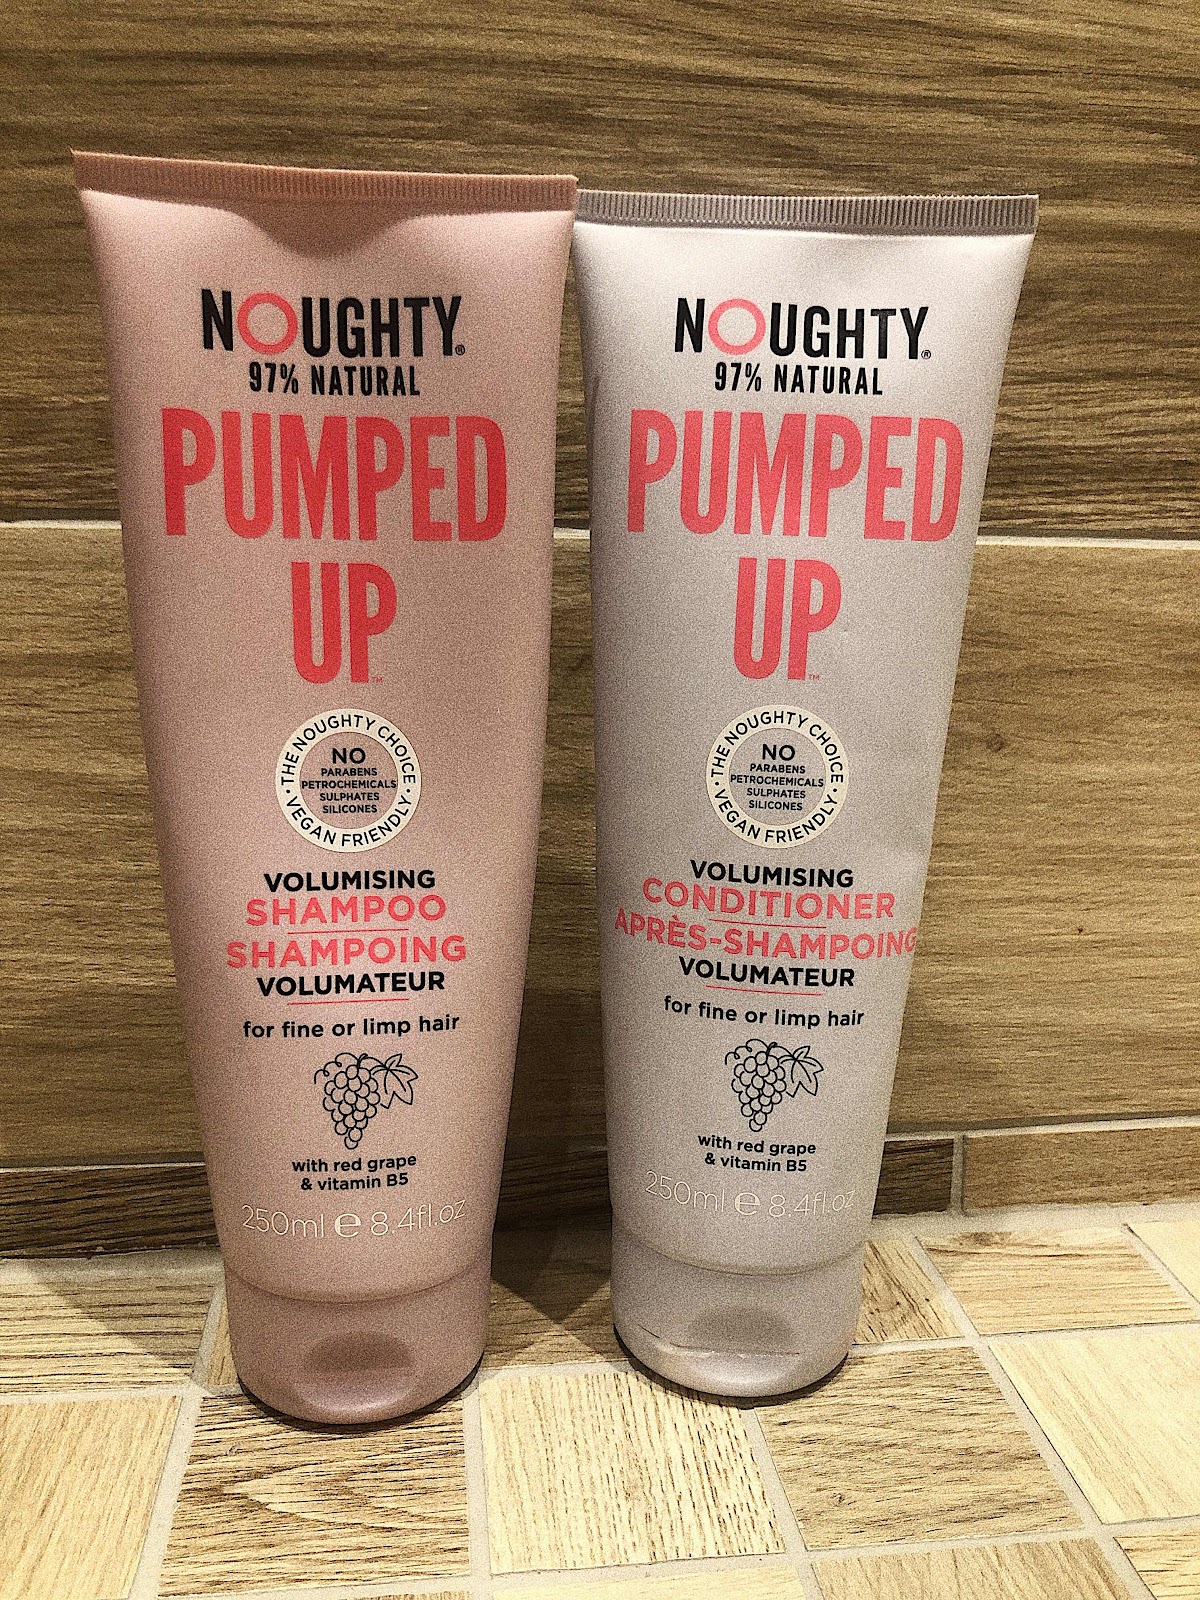 NOUGHTY®
97% NATURAL
PUMPED
UP™
THE NOUGHTY CHOICE
NO
PARABENS
PETROCHEMICALS
SULPHATES
SILICONES
VEGAN FRIENDLY
VOLUMISING
SHAMPOO
SHAMPOING
VOLUMATEUR
for fine or limp hair
with red grape
& vitamin B5
250ml e 8.4fl.oz
NOUGHTY®
97% NATURAL
PUMPED
UP™
THE NOUGHTY CHOICE
NO
PARABENS
PETROCHEMICALS
SULPHATES
SILICONES
VEGAN FRIENDLY
VOLUMISING
CONDITIONER
APRÈS-SHAMPOING
VOLUMATEUR
for fine or limp hair
with red grape
& vitamin B5
250ml e 8.4fl.oz